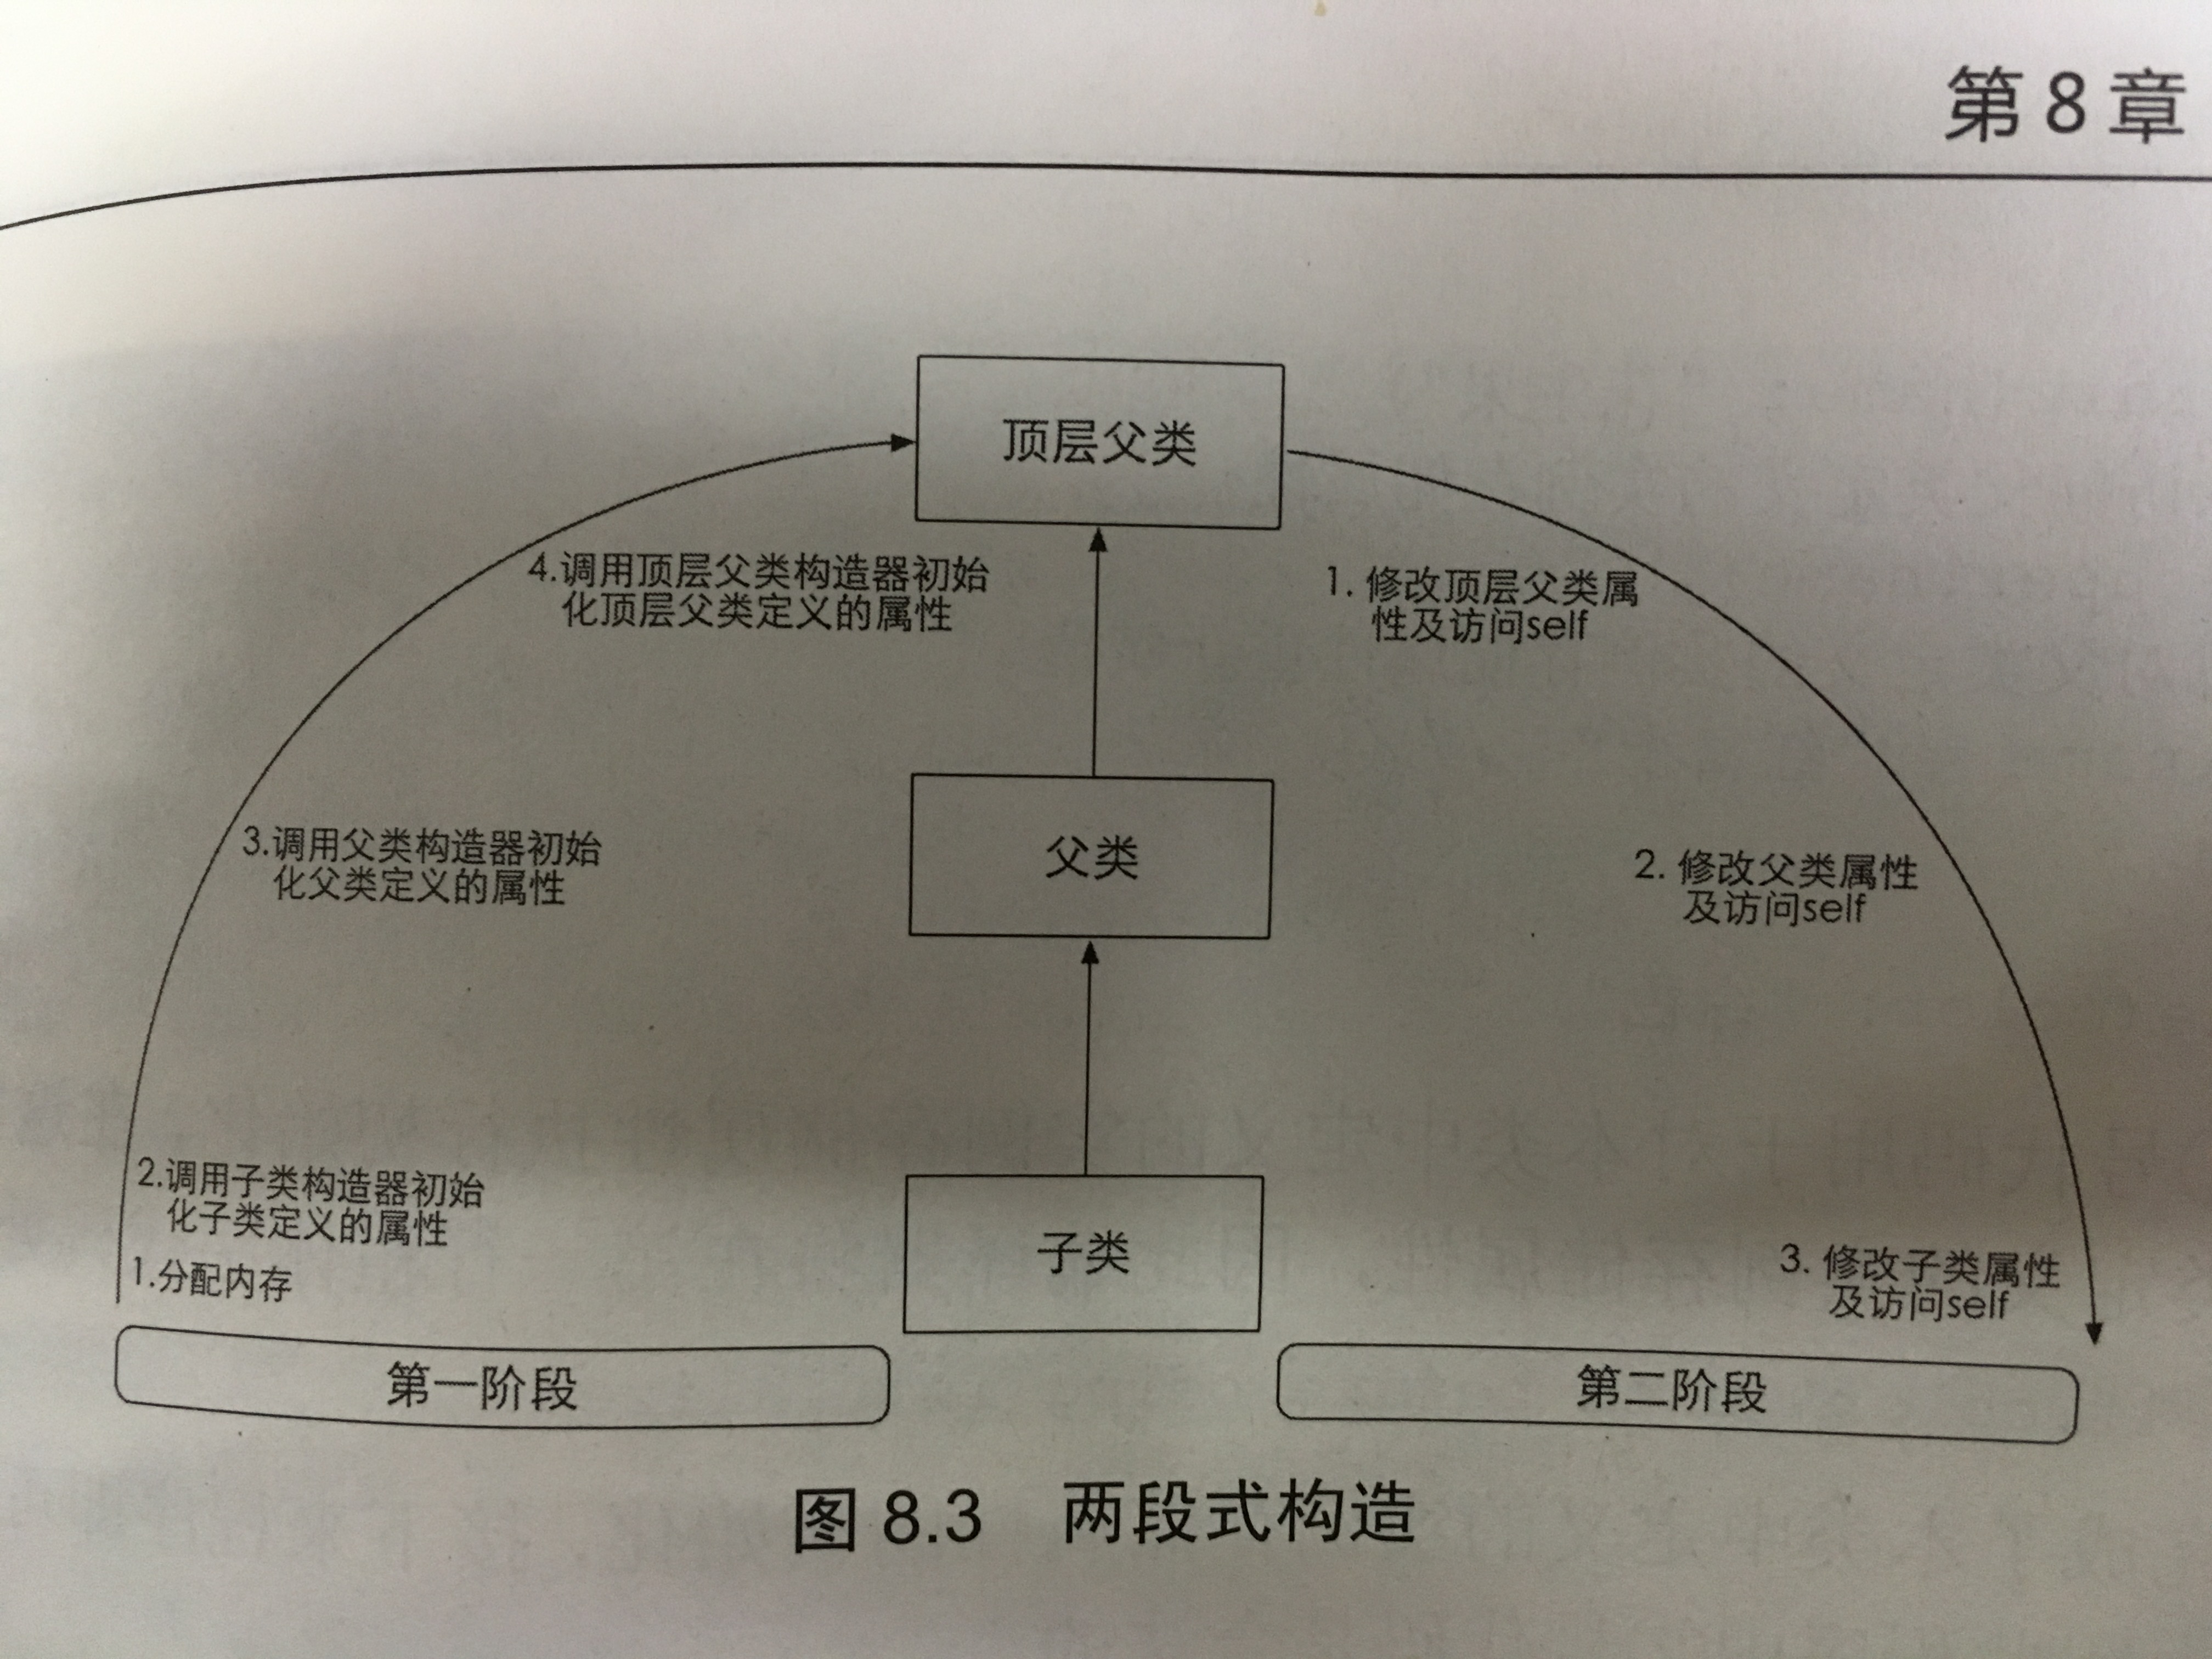 第8章
顶层父类
4.调用顶层父类构造器初始
化顶层父类定义的属性
1. 修改顶层父类属
性及访问self
3.调用父类构造器初始
化父类定义的属性
父类
2. 修改父类属性
及访问self
2.调用子类构造器初始
化子类定义的属性
1.分配内存
子类
3. 修改子类属性
及访问self
第一阶段
第二阶段
图 8.3 两段式构造